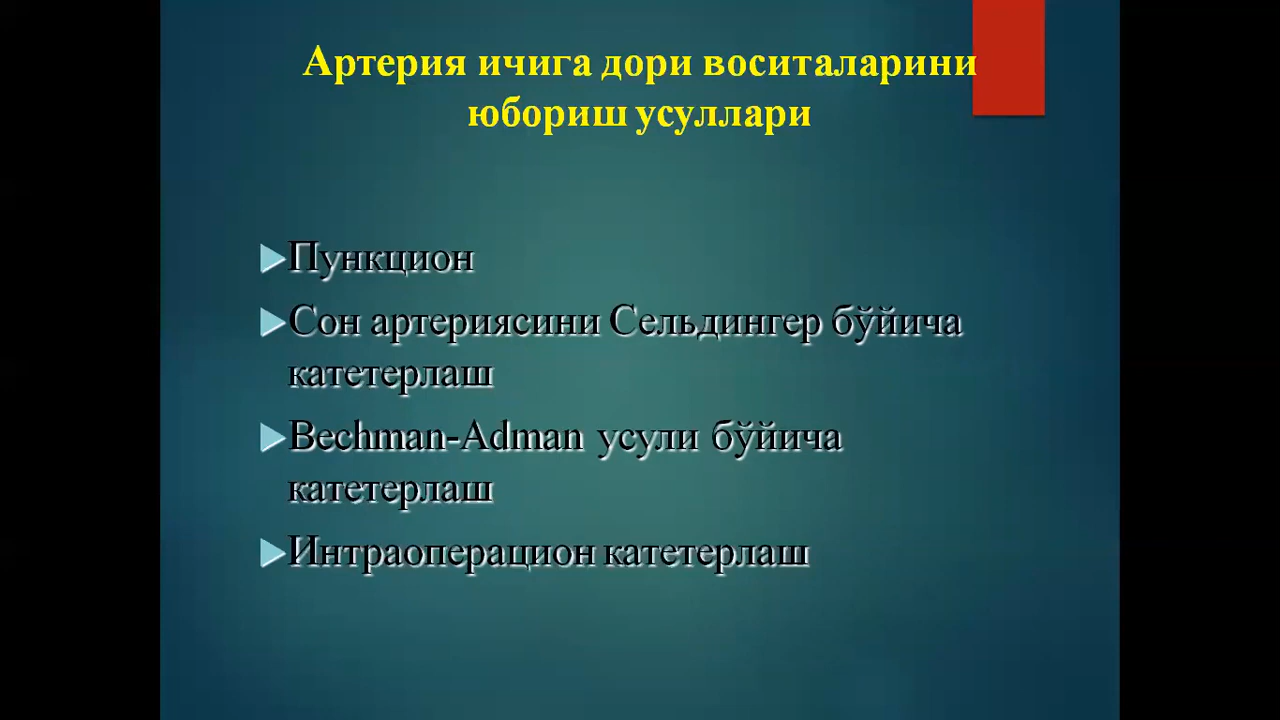 Артерия ичига дори воситаларини
юбориш усуллари
Пункцион
Сон артериясини Сельдингер бўйича
катетерлаш
Bechman-Adman усули бўйича
катетерлаш
Интраоперацион катетерлаш